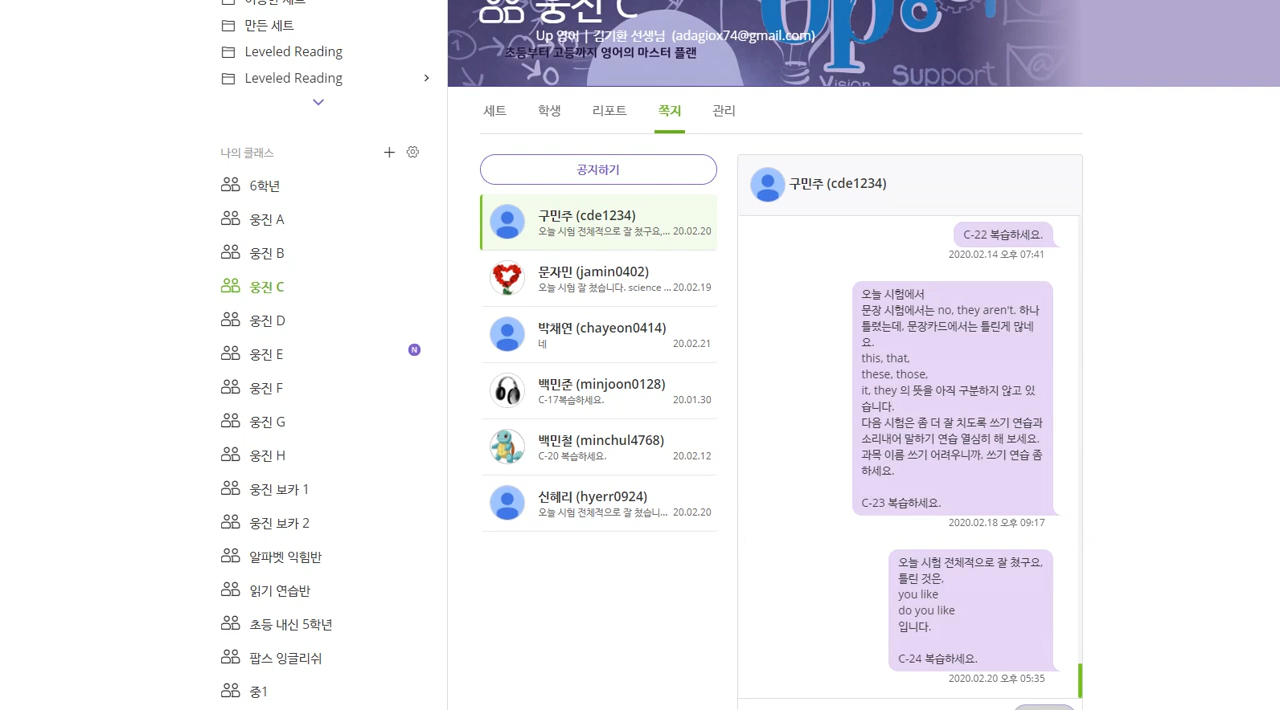 이용한 세트
만든 세트
Leveled Reading
Leveled Reading
나의 클래스
6학년
웅진 A
웅진 B
웅진 C
웅진 D
웅진 E
N
웅진 F
웅진 G
웅진 H
웅진 보카 1
웅진 보카 2
알파벳 익힘반
읽기 연습반
초등 내신 5학년
팝스 잉글리쉬
중1
웅진 C
Up 영어 | 김기환 선생님 (adagiox74@gmail.com)
초등부터 고등까지 영어의 마스터 플랜
up
Vision
Support
세트
학생
리포트
쪽지
관리
공지하기
구민주 (cde1234)
오늘 시험 전체적으로 잘 쳤구요,... 20.02.20
문자민 (jamin0402)
오늘 시험 잘 쳤습니다. science ... 20.02.19
박채연 (chayeon0414)
네 20.02.21
백민준 (minjoon0128)
C-17복습하세요. 20.01.30
백민철 (minchul4768)
C-20 복습하세요. 20.02.12
신혜리 (hyerr0924)
오늘 시험 전체적으로 잘 쳤습니... 20.02.20
구민주 (cde1234)
C-22 복습하세요.
2020.02.14 오후 07:41
오늘 시험에서
문장 시험에서는 no, they aren't. 하나
틀렸는데, 문장카드에서는 틀린게 많네
요.
this, that,
these, those,
it, they 의 뜻을 아직 구분하지 않고 있
습니다.
다음 시험은 좀 더 잘 치도록 쓰기 연습과
소리내어 말하기 연습 열심히 해 보세요.
과목 이름 쓰기 어려우니까, 쓰기 연습 좀
하세요.
C-23 복습하세요.
2020.02.18 오후 09:17
오늘 시험 전체적으로 잘 쳤구요,
틀린 것은.
you like
do you like
입니다.
C-24 복습하세요.
2020.02.20 오후 05:35